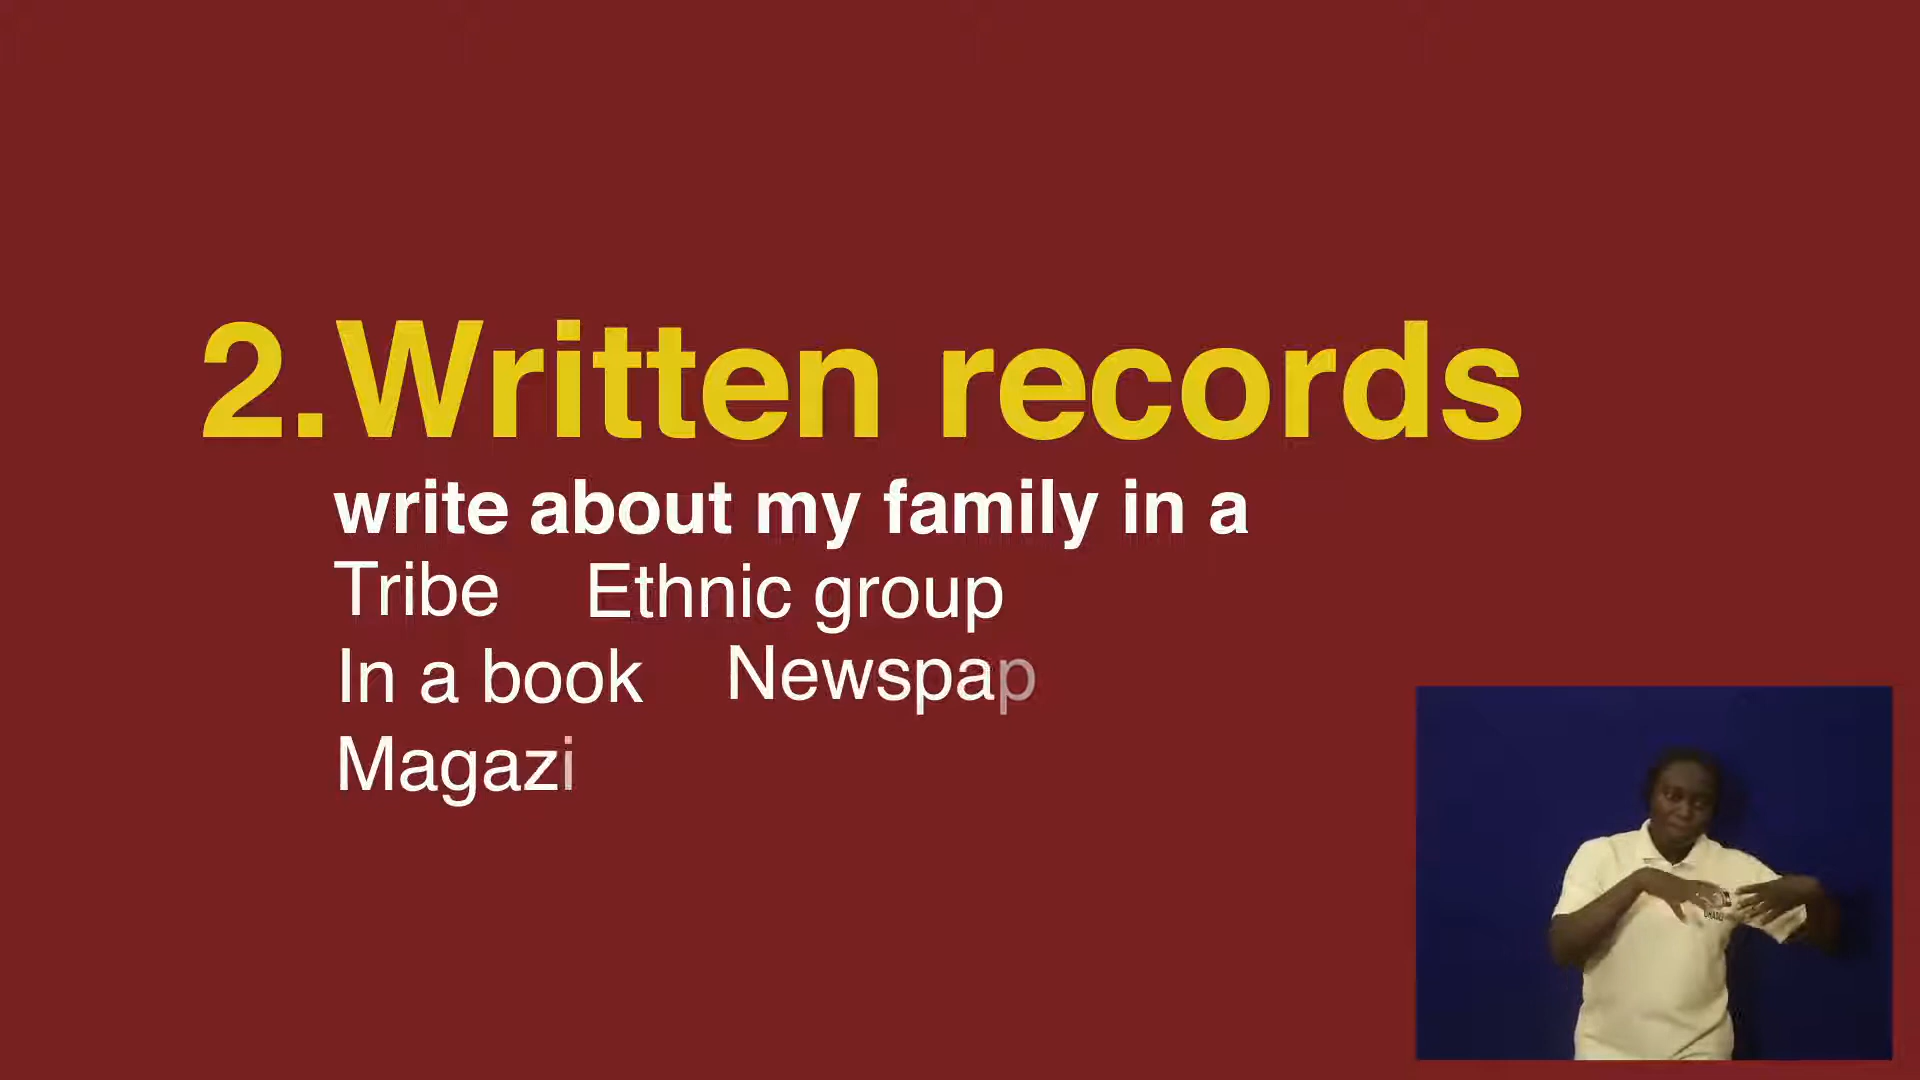 2.Written records
write about my family in a
Tribe Ethnic group
In a book Newspap
Magazi